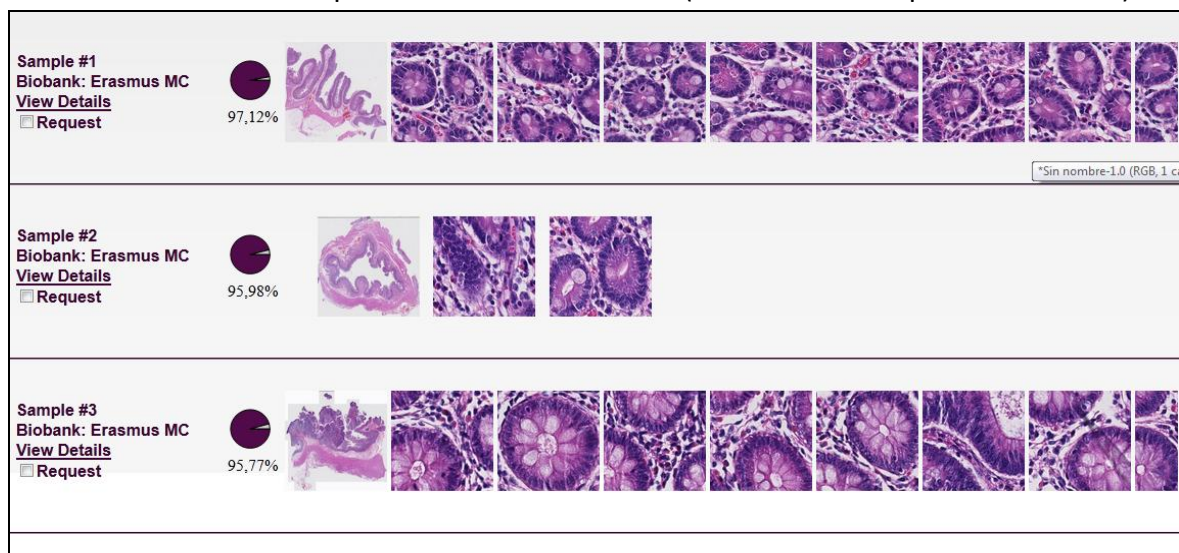 Sample #1
Biobank: Erasmus MC
View Details
Request
97,12%
*Sin nombre-1.0 (RGB, 1 ca
Sample #2
Biobank: Erasmus MC
View Details
Request
95,98%
Sample #3
Biobank: Erasmus MC
View Details
Request
95,77%